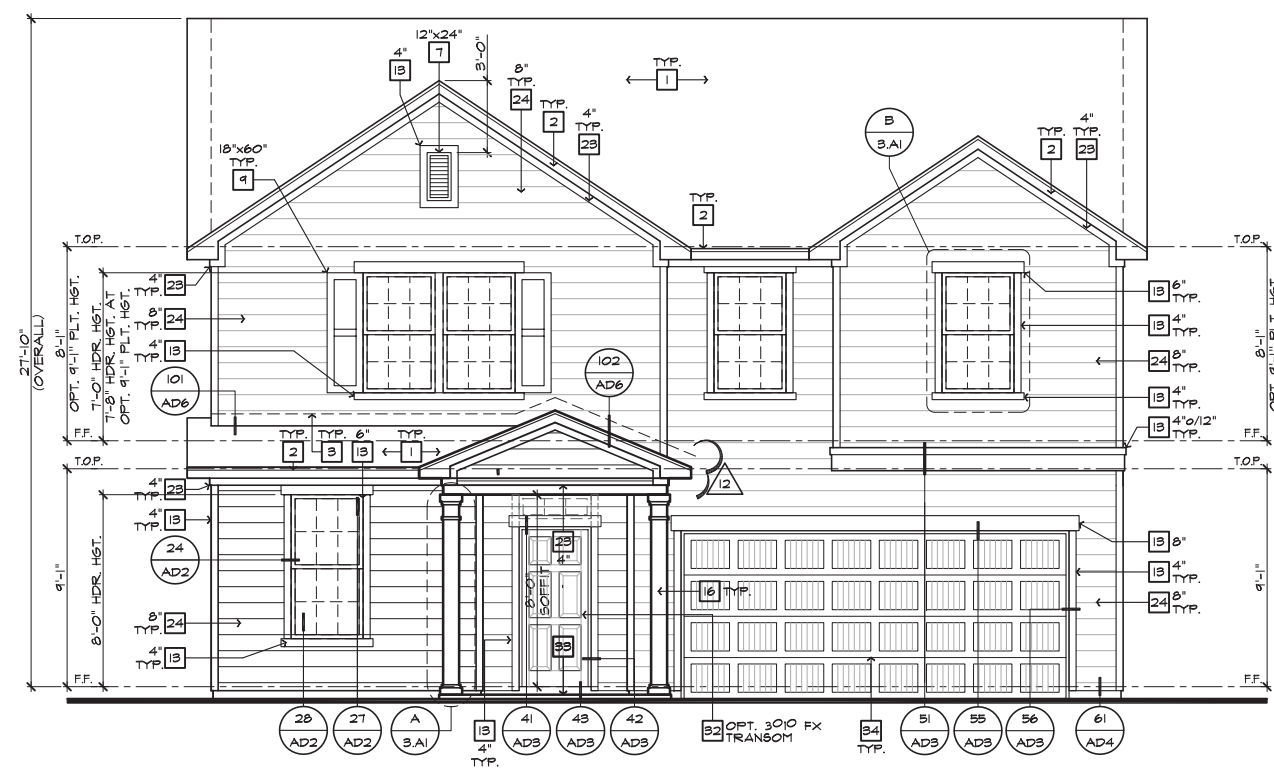 12"x24"
7
4"
13
3'-0"
8"
TYP.
24
TYP.
2
4"
TYP.
23
TYP.
1
B
3.A1
4"
TYP.
2
23
18"x60"
TYP.
9
TYP.
2
T.O.P.
T.O.P.
27'-10"
(OVERALL)
8'-1"
OPT. 9'-1" PLT. HGT.
7'-0" HDR. HGT.
7'-8" HDR. HGT. AT
OPT. 9'-1" PLT. HGT.
4"
TYP. 23
8"
TYP. 24
4"
TYP. 13
101
AD6
102
AD6
13 6"
TYP.
13 4"
TYP.
24 8"
TYP.
13 4"
TYP.
13 4"o/12"
TYP.
8'-1"
OPT. 9'-1" PLT. HGT.
F.F.
F.F.
TYP.
2
TYP.
3
6"
13
TYP.
1
T.O.P.
T.O.P.
12
4"
TYP. 23
4"
TYP. 13
24
AD2
8"
TYP. 24
4"
TYP. 13
9'-1"
8'-0" HDR. HGT.
23
4"
8'-0"
SOFFIT
33
16 TYP.
13 8"
13 4"
TYP.
24 8"
TYP.
9'-1"
F.F.
F.F.
28
AD2
27
AD2
A
3.A1
13
4"
TYP.
41
AD3
43
AD3
42
AD3
32 OPT. 3010 FX
TRANSOM
34
TYP.
51
AD3
55
AD3
56
AD3
61
AD4